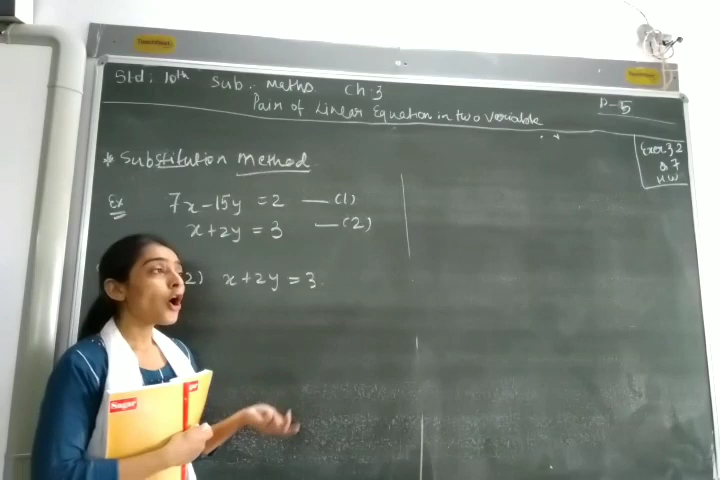 Std : 10th Sub : Maths Ch : 3
Pair of Linear Equation in two variable
P-5
Exer 3.2
Q 7
H.W
* Substitution Method
Ex 7x - 15y = 2 — (1)
x + 2y = 3 — (2)
2) x + 2y = 3
Sagar